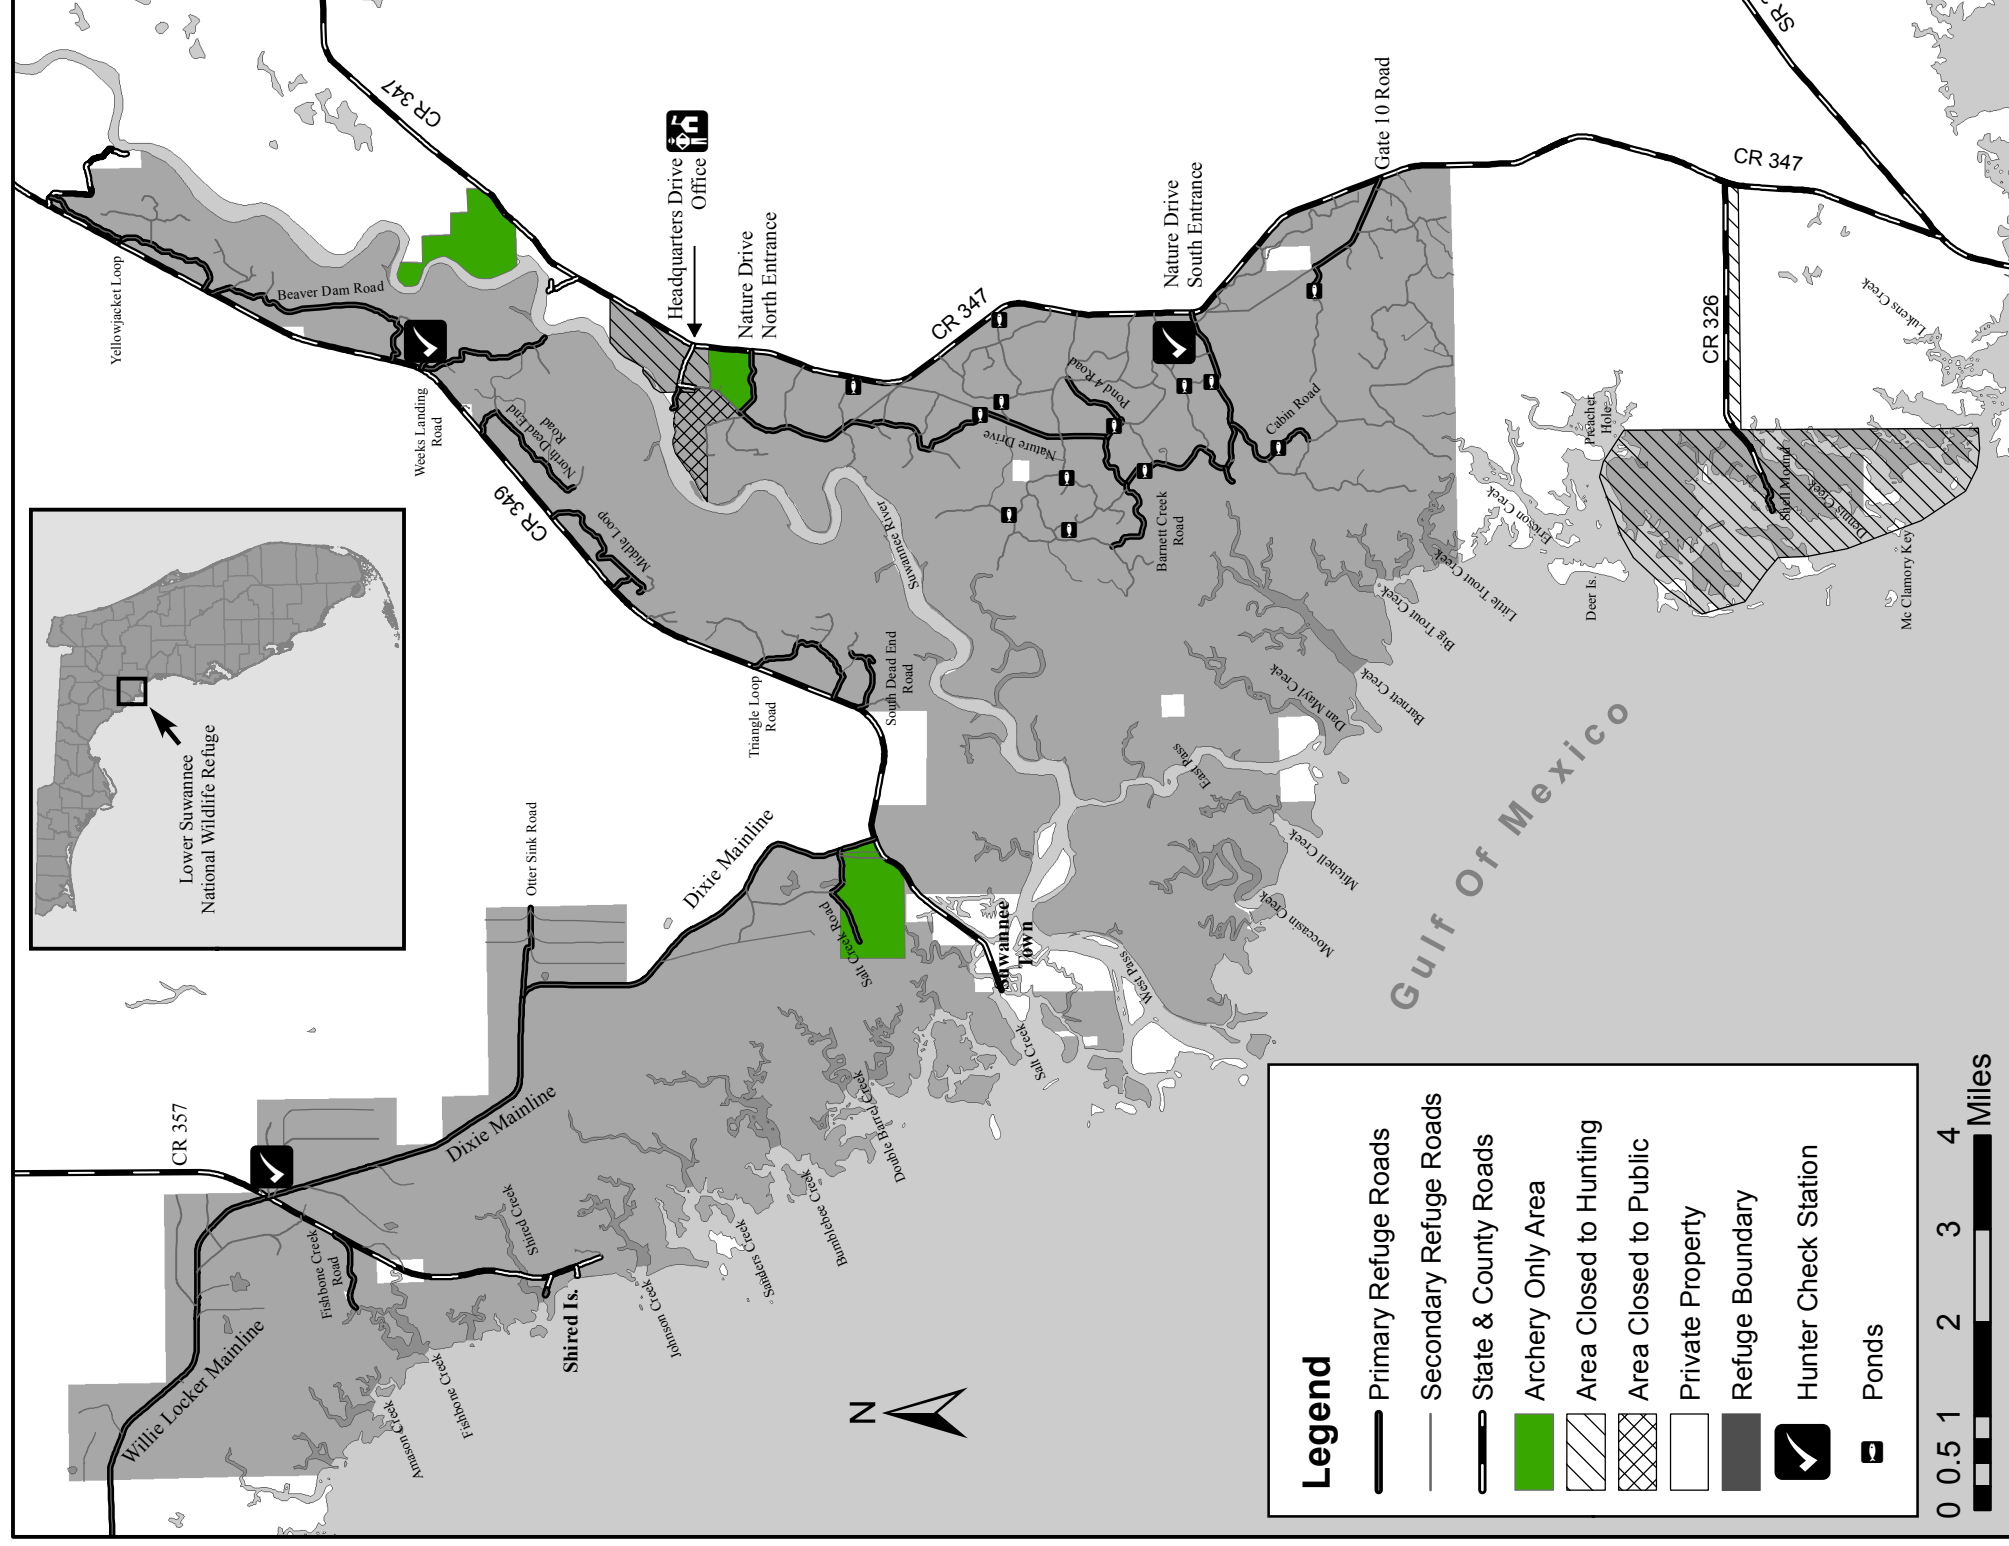 CR 347
Headquarters Drive
Office
Nature Drive
North Entrance
Yellowjacket Loop
Beaver Dam Road
Weeks Landing
Road
North Dead End
Road
CR 349
Middle Loop
CR 347
Nature Drive
South Entrance
Gate 10 Road
CR 347
SR
CR 326
Lukens Creek
Pond 4 Road
Nature Drive
Cabin Road
Barnett Creek
Road
Suwannee River
Preacher
Hole
Ericson Creek
Shell Mound
Dennis Creek
Deer Is.
Mc Clamory Key
Little Trout Creek
Big Trout Creek
Barnett Creek
Dan Mayl Creek
East Pass
Mitchell Creek
Moccasin Creek
West Pass
Gulf Of Mexico
Triangle Loop
Road
South Dead End
Road
Lower Suwannee
National Wildlife Refuge
Otter Sink Road
Dixie Mainline
Salt Creek Road
Suwannee
Town
Salt Creek
Double Barrel Creek
Bumblebee Creek
Sanders Creek
Johnson Creek
Shired Creek
Shired Is.
Dixie Mainline
CR 357
Fishbone Creek
Road
Willie Locker Mainline
Fishbone Creek
Amason Creek
N
Legend
Primary Refuge Roads
Secondary Refuge Roads
State & County Roads
Archery Only Area
Area Closed to Hunting
Area Closed to Public
Private Property
Refuge Boundary
Hunter Check Station
Ponds
0 0.5 1 2 3 4
Miles